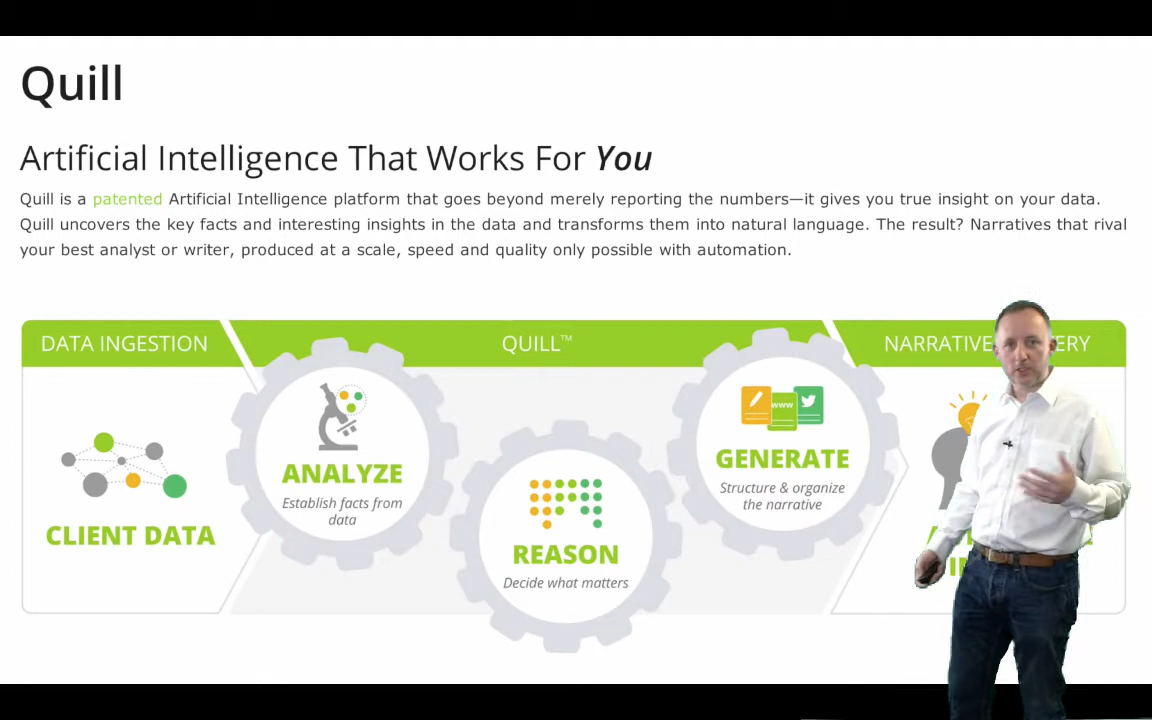 Quill
Artificial Intelligence That Works For You
Quill is a patented Artificial Intelligence platform that goes beyond merely reporting the numbers—it gives you true insight on your data.
Quill uncovers the key facts and interesting insights in the data and transforms them into natural language. The result? Narratives that rival
your best analyst or writer, produced at a scale, speed and quality only possible with automation.
DATA INGESTION
QUILL™
NARRATIVE
CLIENT DATA
ANALYZE
Establish facts from
data
REASON
Decide what matters
www
GENERATE
Structure & organize
the narrative